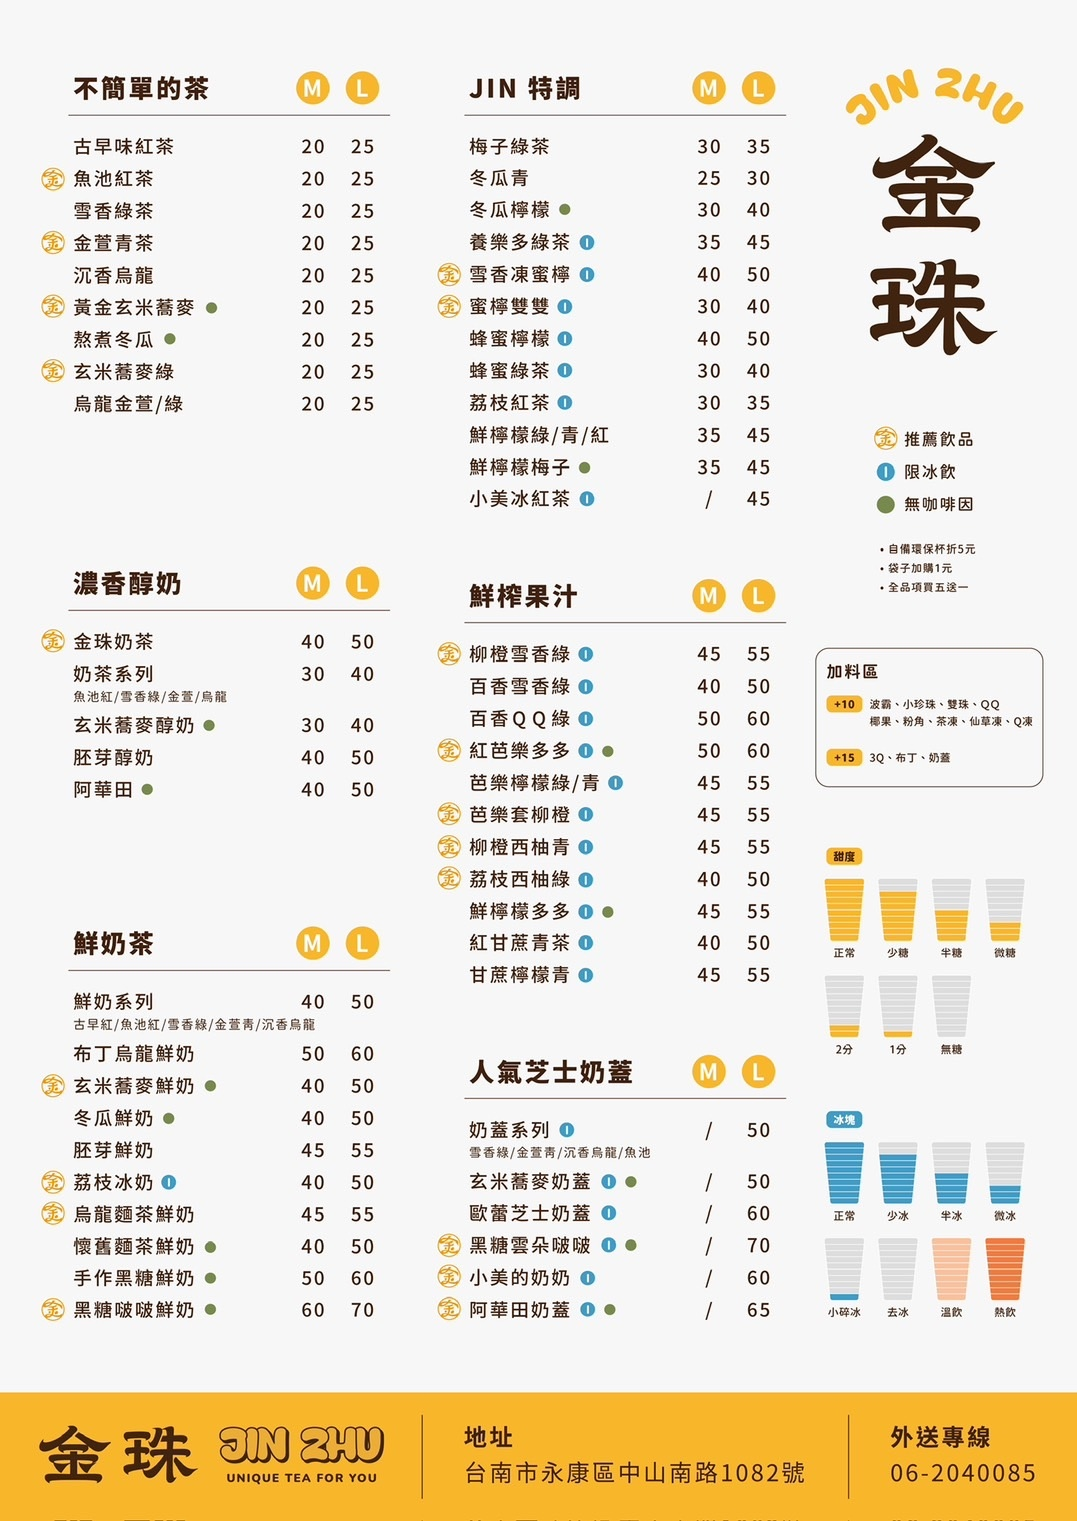 不簡單的茶 M L
古早味紅茶 20 25
金 魚池紅茶 20 25
雪香綠茶 20 25
金 金萱青茶 20 25
沉香烏龍 20 25
金 黃金玄米蕎麥 20 25
熬煮冬瓜 20 25
金 玄米蕎麥綠 20 25
烏龍金萱/綠 20 25
濃香醇奶 M L
金 金珠奶茶 40 50
奶茶系列 30 40
魚池紅/雪香綠/金萱/烏龍
玄米蕎麥醇奶 30 40
胚芽醇奶 40 50
阿華田 40 50
鮮奶茶 M L
鮮奶系列 40 50
古早紅/魚池紅/雪香綠/金萱青/沉香烏龍
布丁烏龍鮮奶 50 60
金 玄米蕎麥鮮奶 40 50
冬瓜鮮奶 40 50
胚芽鮮奶 45 55
金 荔枝冰奶 I 40 50
金 烏龍麵茶鮮奶 45 55
懷舊麵茶鮮奶 40 50
手作黑糖鮮奶 50 60
金 黑糖啵啵鮮奶 60 70
JIN 特調 M L
梅子綠茶 30 35
冬瓜青 25 30
冬瓜檸檬 30 40
養樂多綠茶 I 35 45
金 雪香凍蜜檸 I 40 50
金 蜜檸雙雙 I 30 40
蜂蜜檸檬 I 40 50
蜂蜜綠茶 I 30 40
荔枝紅茶 I 30 35
鮮檸檬綠/青/紅 35 45
鮮檸檬梅子 35 45
小美冰紅茶 I / 45
鮮榨果汁 M L
金 柳橙雪香綠 I 45 55
百香雪香綠 I 40 50
百香QQ綠 I 50 60
金 紅芭樂多多 I 50 60
芭樂檸檬綠/青 I 45 55
金 芭樂套柳橙 I 45 55
金 柳橙西柚青 I 45 55
金 荔枝西柚綠 I 40 50
鮮檸檬多多 I 45 55
紅甘蔗青茶 I 40 50
甘蔗檸檬青 I 45 55
人氣芝士奶蓋 M L
奶蓋系列 I / 50
雪香綠/金萱青/沉香烏龍/魚池
玄米蕎麥奶蓋 I / 50
歐蕾芝士奶蓋 I / 60
金 黑糖雲朵啵啵 I / 70
金 小美的奶奶 I / 60
金 阿華田奶蓋 I / 65
JIN ZHU
金
珠
金 推薦飲品
I 限冰飲
無咖啡因
• 自備環保杯折5元
• 袋子加購1元
• 全品項買五送一
加料區
+10 波霸、小珍珠、雙珠、QQ
椰果、粉角、茶凍、仙草凍、Q凍
+15 3Q、布丁、奶蓋
甜度
正常 少糖 半糖 微糖
2分 1分 無糖
冰塊
正常 少冰 半冰 微冰
小碎冰 去冰 溫飲 熱飲
金珠 JIN ZHU
UNIQUE TEA FOR YOU
地址
台南市永康區中山南路1082號
外送專線
06-2040085